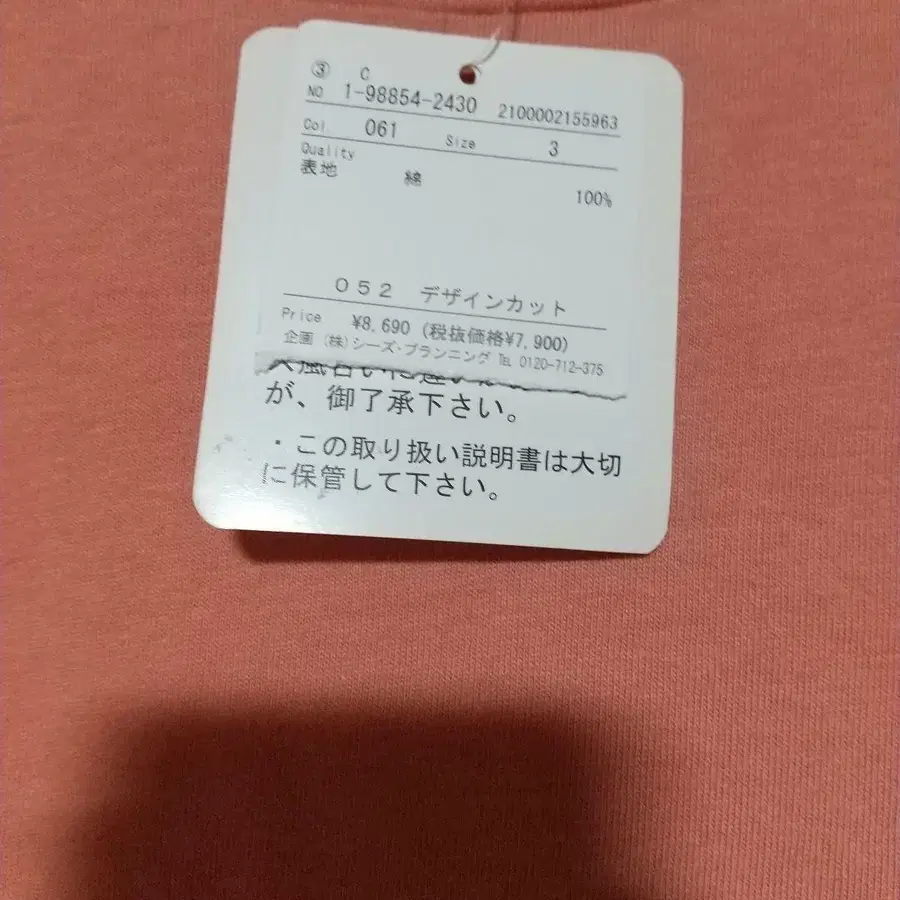 ③ C
NO 1-98854-2430 2100002155963
Col. 061 Size 3
Quality
表地 綿 100%
052 デザインカット
Price ¥8,690 (税抜価格¥7,900)
企画 (株)シーズ・プランニング TEL 0120-712-375
が、御了承下さい。
・この取り扱い説明書は大切
に保管して下さい。